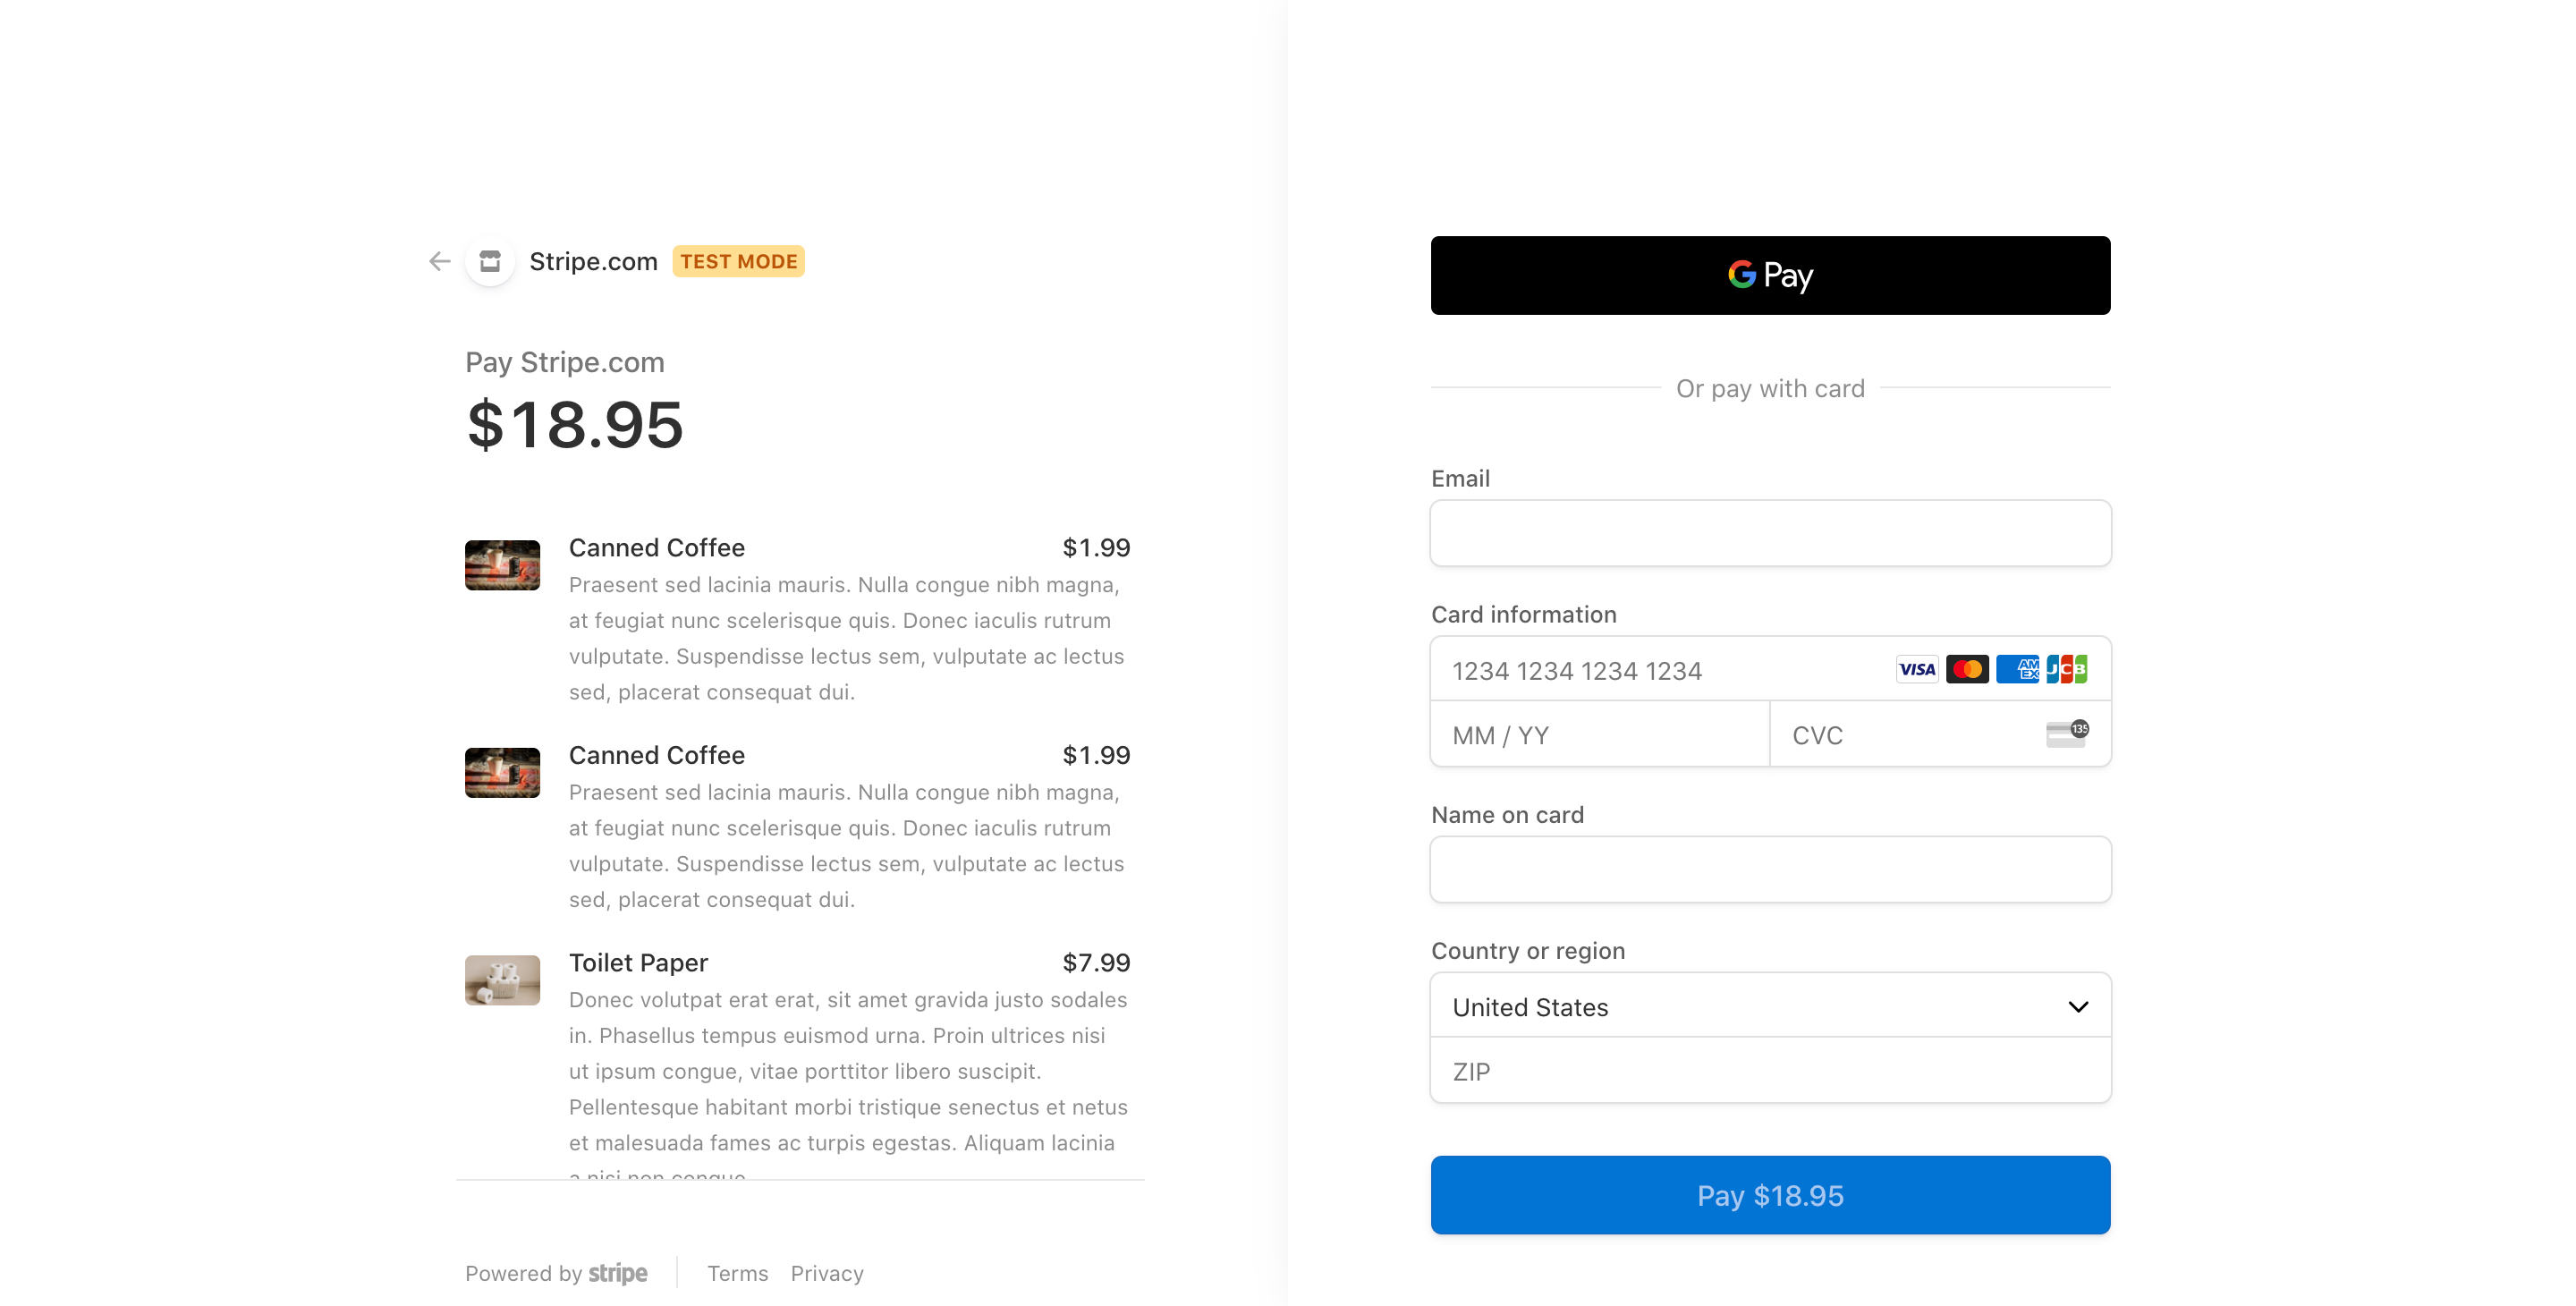 Stripe.com TEST MODE
Pay Stripe.com
$18.95
Canned Coffee $1.99
Praesent sed lacinia mauris. Nulla congue nibh magna,
at feugiat nunc scelerisque quis. Donec iaculis rutrum
vulputate. Suspendisse lectus sem, vulputate ac lectus
sed, placerat consequat dui.
Canned Coffee $1.99
Praesent sed lacinia mauris. Nulla congue nibh magna,
at feugiat nunc scelerisque quis. Donec iaculis rutrum
vulputate. Suspendisse lectus sem, vulputate ac lectus
sed, placerat consequat dui.
Toilet Paper $7.99
Donec volutpat erat erat, sit amet gravida justo sodales
in. Phasellus tempus euismod urna. Proin ultrices nisi
ut ipsum congue, vitae porttitor libero suscipit.
Pellentesque habitant morbi tristique senectus et netus
et malesuada fames ac turpis egestas. Aliquam lacinia
a nisi non congue.
Powered by stripe Terms Privacy
G Pay
Or pay with card
Email
Card information
1234 1234 1234 1234 VISA AMEX JCB
MM / YY CVC 135
Name on card
Country or region
United States
ZIP
Pay $18.95